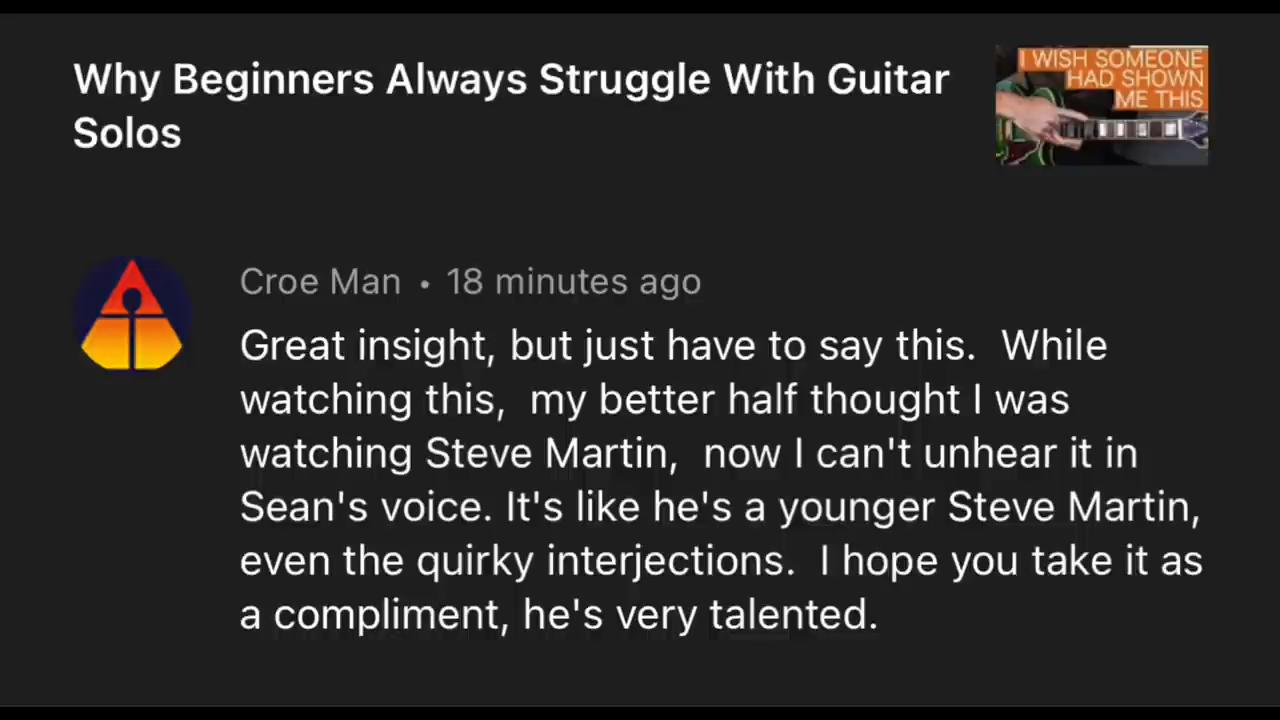 Why Beginners Always Struggle With Guitar
Solos
I WISH SOMEONE
HAD SHOWN
ME THIS
Croe Man • 18 minutes ago
Great insight, but just have to say this.  While
watching this,  my better half thought I was
watching Steve Martin,  now I can't unhear it in
Sean's voice. It's like he's a younger Steve Martin,
even the quirky interjections.  I hope you take it as
a compliment, he's very talented.